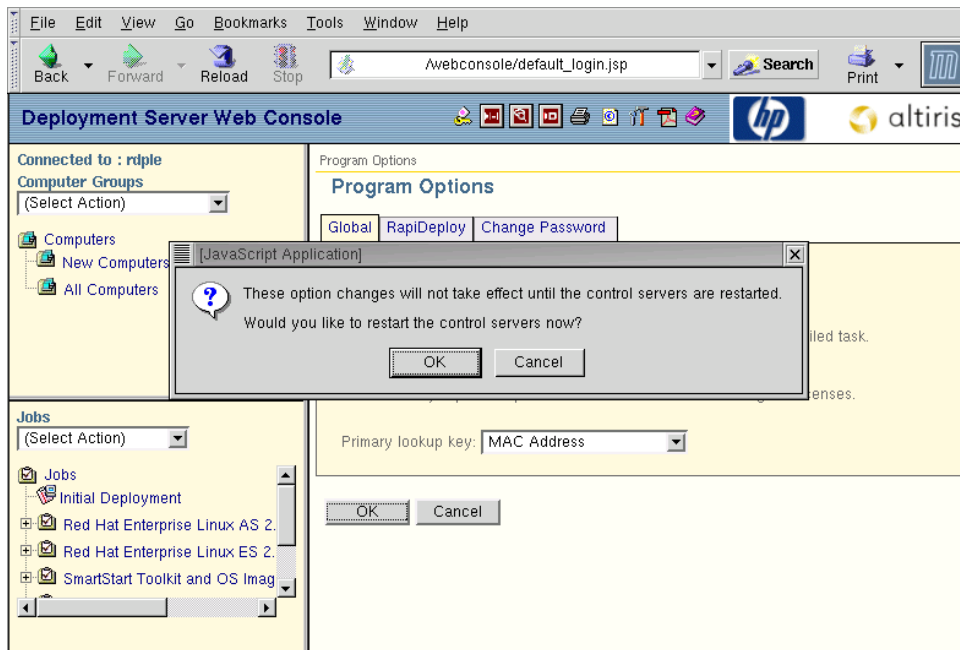 File Edit View Go Bookmarks Tools Window Help
Back Forward Reload Stop /webconsole/default_login.jsp Search Print
Deployment Server Web Console
hp altiris
Connected to : rdple
Computer Groups
(Select Action)
Computers
New Computers
All Computers
Program Options
Program Options
Global RapiDeploy Change Password
[JavaScript Application]
These option changes will not take effect until the control servers are restarted.
Would you like to restart the control servers now?
OK Cancel
iled task.
enses.
Primary lookup key: MAC Address
OK Cancel
Jobs
(Select Action)
Jobs
Initial Deployment
Red Hat Enterprise Linux AS 2.
Red Hat Enterprise Linux ES 2.
SmartStart Toolkit and OS Imag